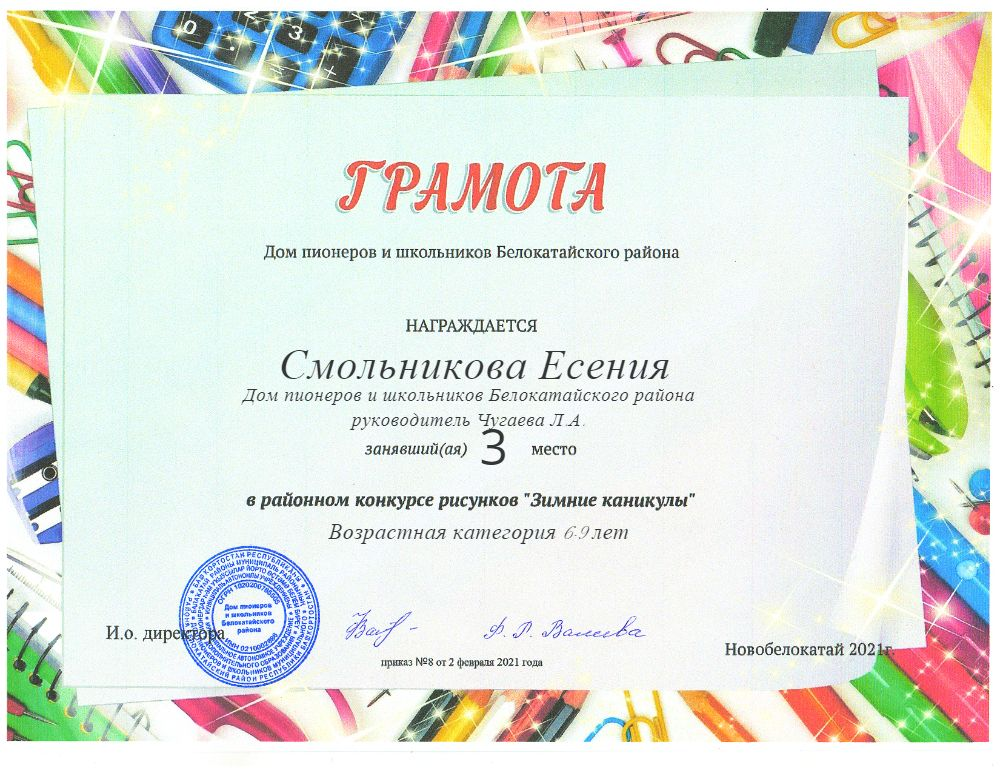 ГРАМОТА
Дом пионеров и школьников Белокатайского района
НАГРАЖДАЕТСЯ
Смольникова Есения
Дом пионеров и школьников Белокатайского района
руководитель Чугаева Л.А.
занявший(ая) 3 место
в районном конкурсе рисунков "Зимние каникулы"
Возрастная категория 6-9 лет
Дом пионеров
и школьников
Белокатайского
района
И.о. директора
Ф. Р. Валиева
Новобелокатай 2021г.
приказ №8 от 2 февраля 2021 года